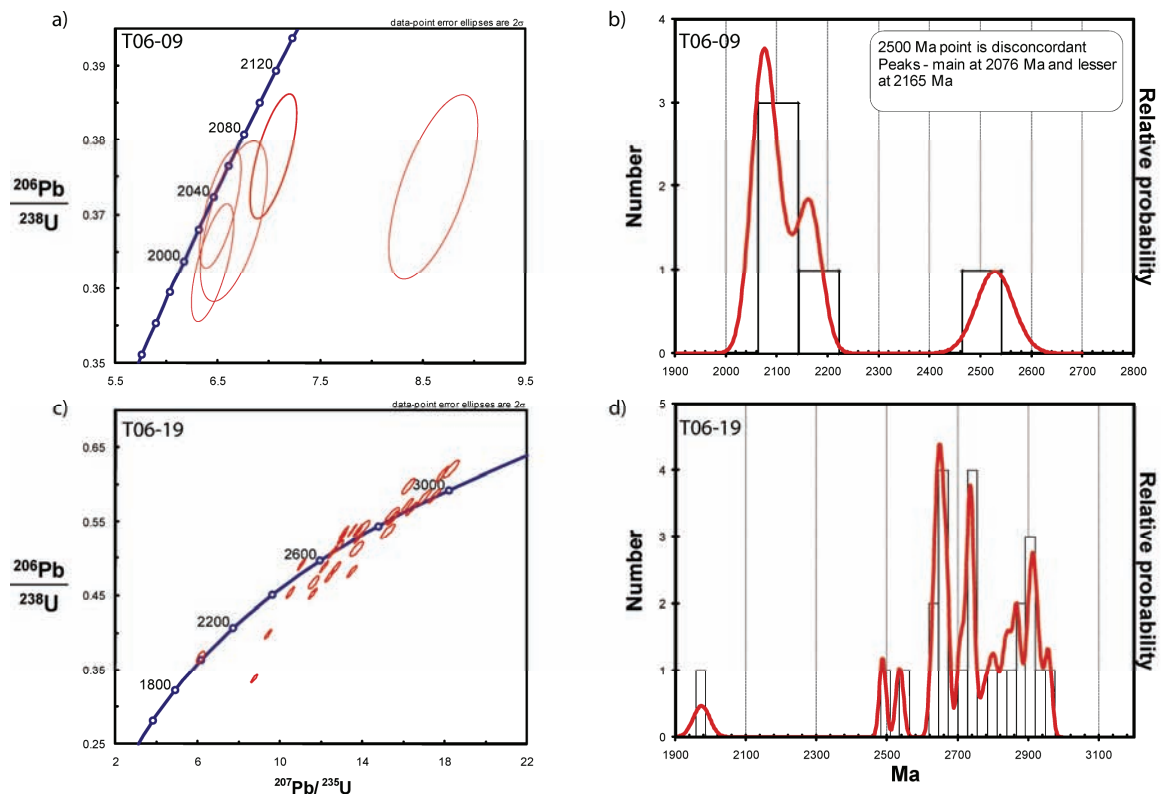 a)
data-point error ellipses are 2σ
T06-09
0.39
0.38
0.37
0.36
0.35
2120
2080
2040
2000
206Pb
238U
5.5 6.5 7.5 8.5 9.5
b)
T06-09
2500 Ma point is disconcordant
Peaks - main at 2076 Ma and lesser
at 2165 Ma
Number
Relative probability
4
3
2
1
0
1900 2000 2100 2200 2300 2400 2500 2600 2700 2800
c)
data-point error ellipses are 2σ
T06-19
0.65
0.55
0.45
0.35
0.25
3000
2600
2200
1800
206Pb
238U
2 6 10 14 18 22
207Pb/ 235U
d)
T06-19
Number
Relative probability
5
4
3
2
1
0
1900 2100 2300 2500 2700 2900 3100
Ma